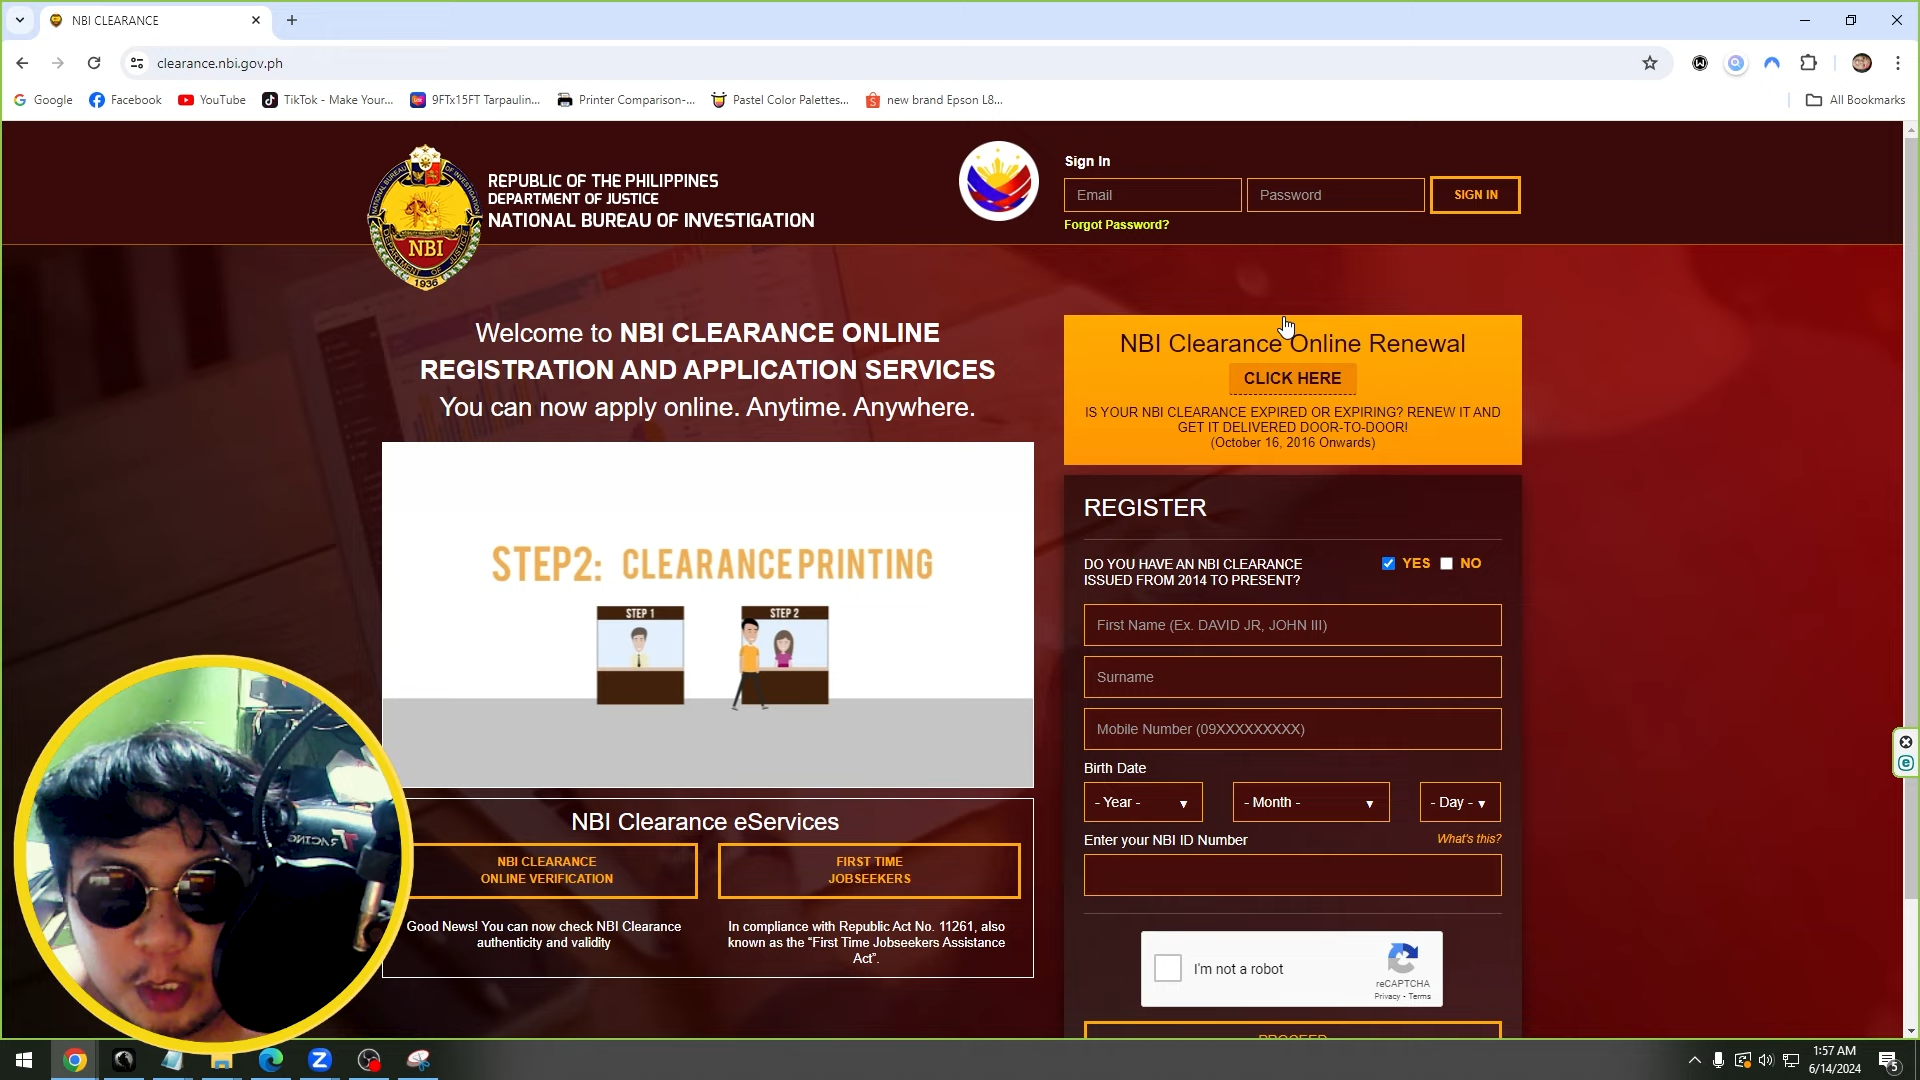 NBI CLEARANCE
clearance.nbi.gov.ph
Google
Facebook
YouTube
TikTok - Make Your...
9FTx15FT Tarpaulin...
Printer Comparison-...
Pastel Color Palettes...
new brand Epson L8...
All Bookmarks
REPUBLIC OF THE PHILIPPINES
DEPARTMENT OF JUSTICE
NATIONAL BUREAU OF INVESTIGATION
NATIONAL BUREAU OF INVESTIGATION
NBI
DEPARTMENT OF JUSTICE
1936
Sign In
Email
Password
SIGN IN
Forgot Password?
Welcome to NBI CLEARANCE ONLINE
REGISTRATION AND APPLICATION SERVICES
You can now apply online. Anytime. Anywhere.
STEP2: CLEARANCE PRINTING
STEP 1
STEP 2
NBI Clearance eServices
NBI CLEARANCE
ONLINE VERIFICATION
Good News! You can now check NBI Clearance
authenticity and validity
FIRST TIME
JOBSEEKERS
In compliance with Republic Act No. 11261, also
known as the “First Time Jobseekers Assistance
Act”.
NBI Clearance Online Renewal
CLICK HERE
IS YOUR NBI CLEARANCE EXPIRED OR EXPIRING? RENEW IT AND
GET IT DELIVERED DOOR-TO-DOOR!
(October 16, 2016 Onwards)
REGISTER
DO YOU HAVE AN NBI CLEARANCE
ISSUED FROM 2014 TO PRESENT?
YES NO
First Name (Ex. DAVID JR, JOHN III)
Surname
Mobile Number (09XXXXXXXXX)
Birth Date
- Year -
- Month -
- Day -
Enter your NBI ID Number
What's this?
I'm not a robot
reCAPTCHA
Privacy - Terms
PROCEED
1:57 AM
6/14/2024
5